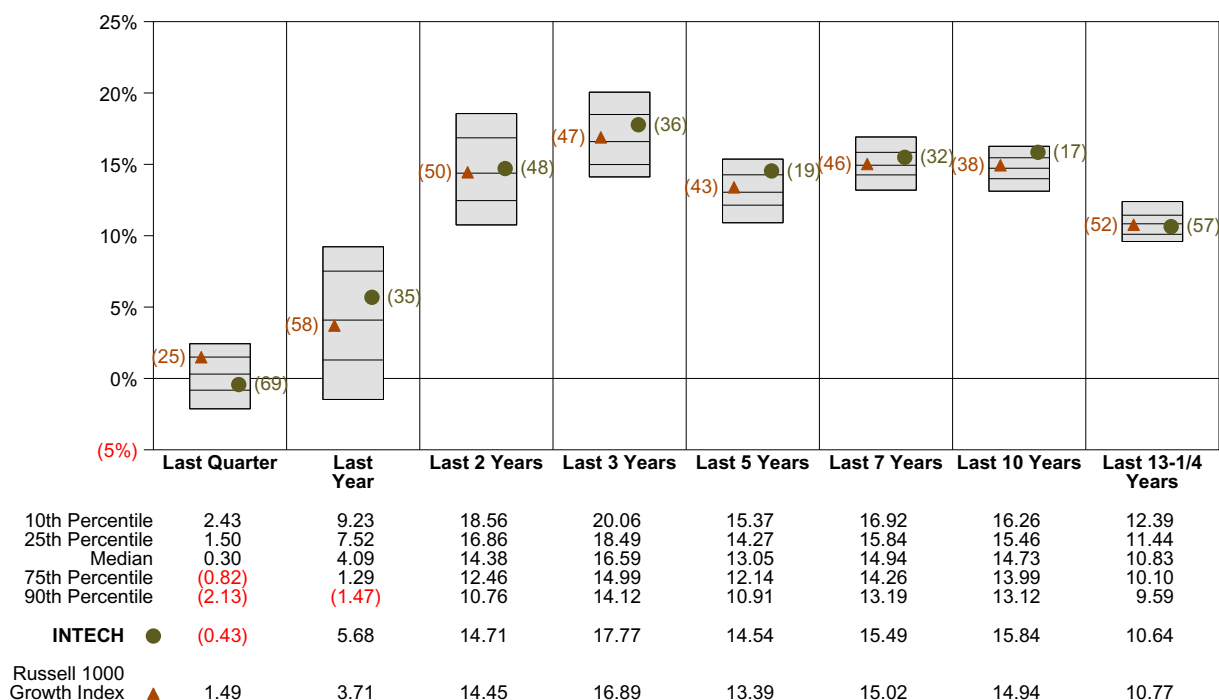 25%
20%
15%
10%
5%
0%
(5%)
(25) (69)
(58) (35)
(50) (48)
(47) (36)
(43) (19)
(46) (32)
(38) (17)
(52) (57)
Last Quarter Last Year Last 2 Years Last 3 Years Last 5 Years Last 7 Years Last 10 Years Last 13-1/4 Years
10th Percentile 2.43 9.23 18.56 20.06 15.37 16.92 16.26 12.39
25th Percentile 1.50 7.52 16.86 18.49 14.27 15.84 15.46 11.44
Median 0.30 4.09 14.38 16.59 13.05 14.94 14.73 10.83
75th Percentile (0.82) 1.29 12.46 14.99 12.14 14.26 13.99 10.10
90th Percentile (2.13) (1.47) 10.76 14.12 10.91 13.19 13.12 9.59
INTECH (0.43) 5.68 14.71 17.77 14.54 15.49 15.84 10.64
Russell 1000
Growth Index 1.49 3.71 14.45 16.89 13.39 15.02 14.94 10.77